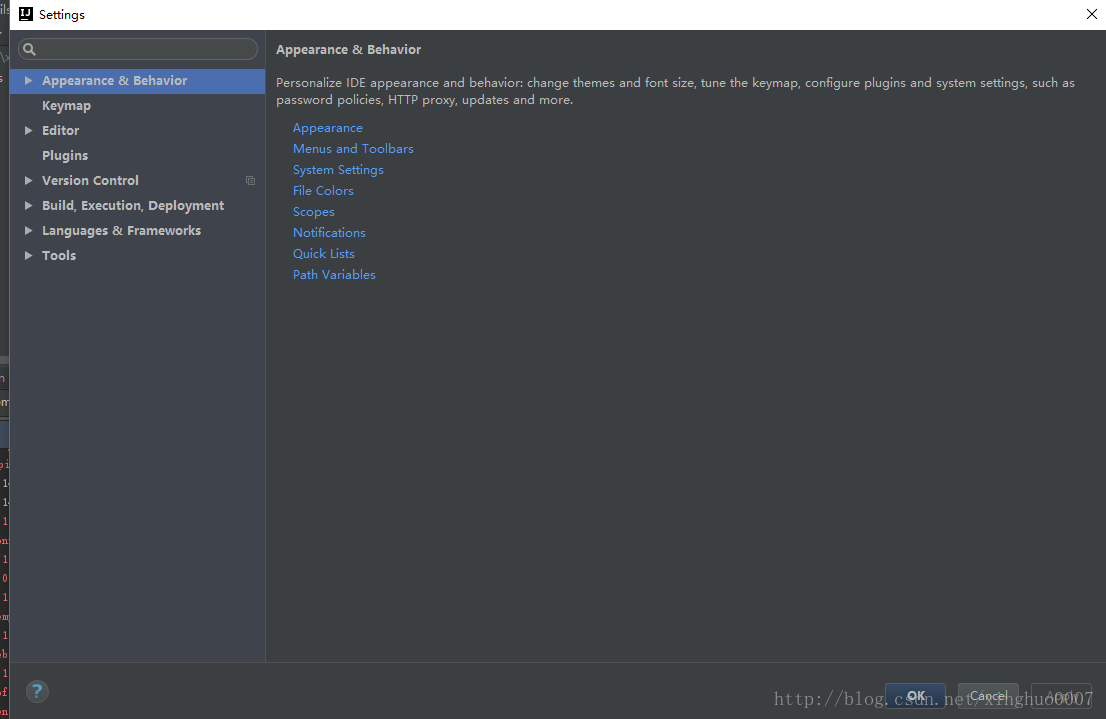 Settings
Appearance & Behavior
Keymap
Editor
Plugins
Version Control
Build, Execution, Deployment
Languages & Frameworks
Tools
Appearance & Behavior
Personalize IDE appearance and behavior: change themes and font size, tune the keymap, configure plugins and system settings, such as
password policies, HTTP proxy, updates and more.
Appearance
Menus and Toolbars
System Settings
File Colors
Scopes
Notifications
Quick Lists
Path Variables
?
OK
Cancel
Apply
http://blog.csdn.net/xinghuo0007